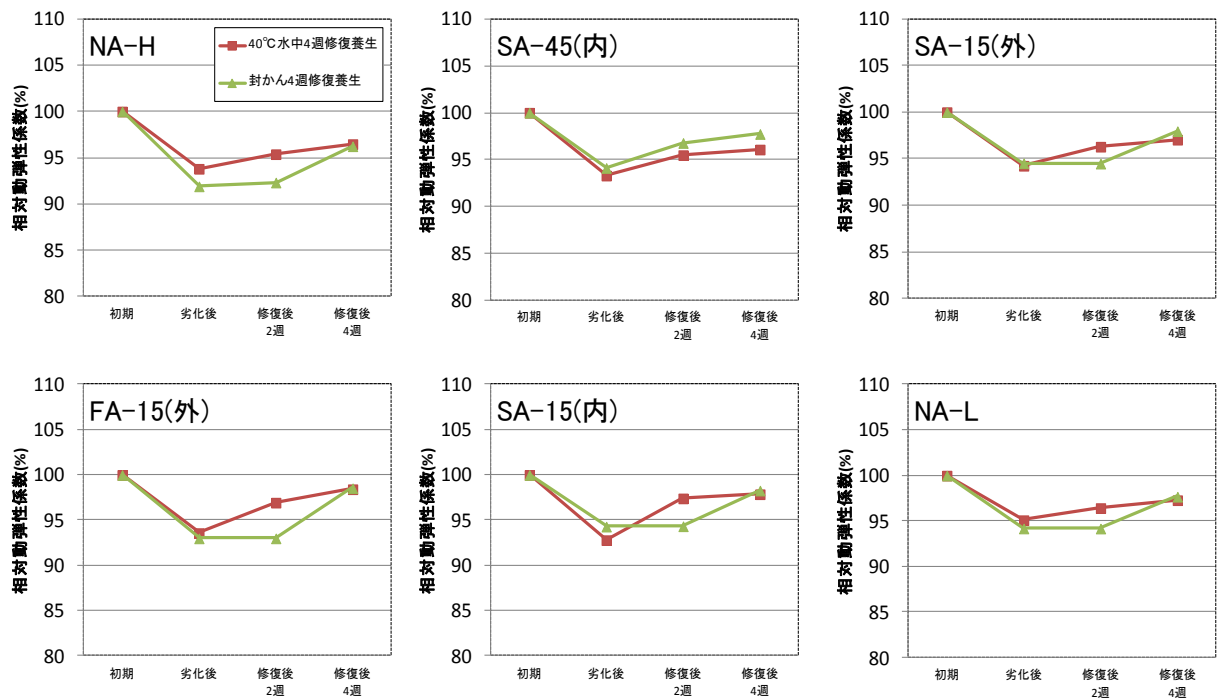 110
105
100
95
90
85
80
相対動弾性係数(%)
NA-H
40℃水中4週修復養生
封かん4週修復養生
初期
劣化後
修復後
2週
修復後
4週
110
105
100
95
90
85
80
相対動弾性係数(%)
SA-45(内)
初期
劣化後
修復後
2週
修復後
4週
110
105
100
95
90
85
80
相対動弾性係数(%)
SA-15(外)
初期
劣化後
修復後
2週
修復後
4週
110
105
100
95
90
85
80
相対動弾性係数(%)
FA-15(外)
初期
劣化後
修復後
2週
修復後
4週
110
105
100
95
90
85
80
相対動弾性係数(%)
SA-15(内)
初期
劣化後
修復後
2週
修復後
4週
110
105
100
95
90
85
80
相対動弾性係数(%)
NA-L
初期
劣化後
修復後
2週
修復後
4週